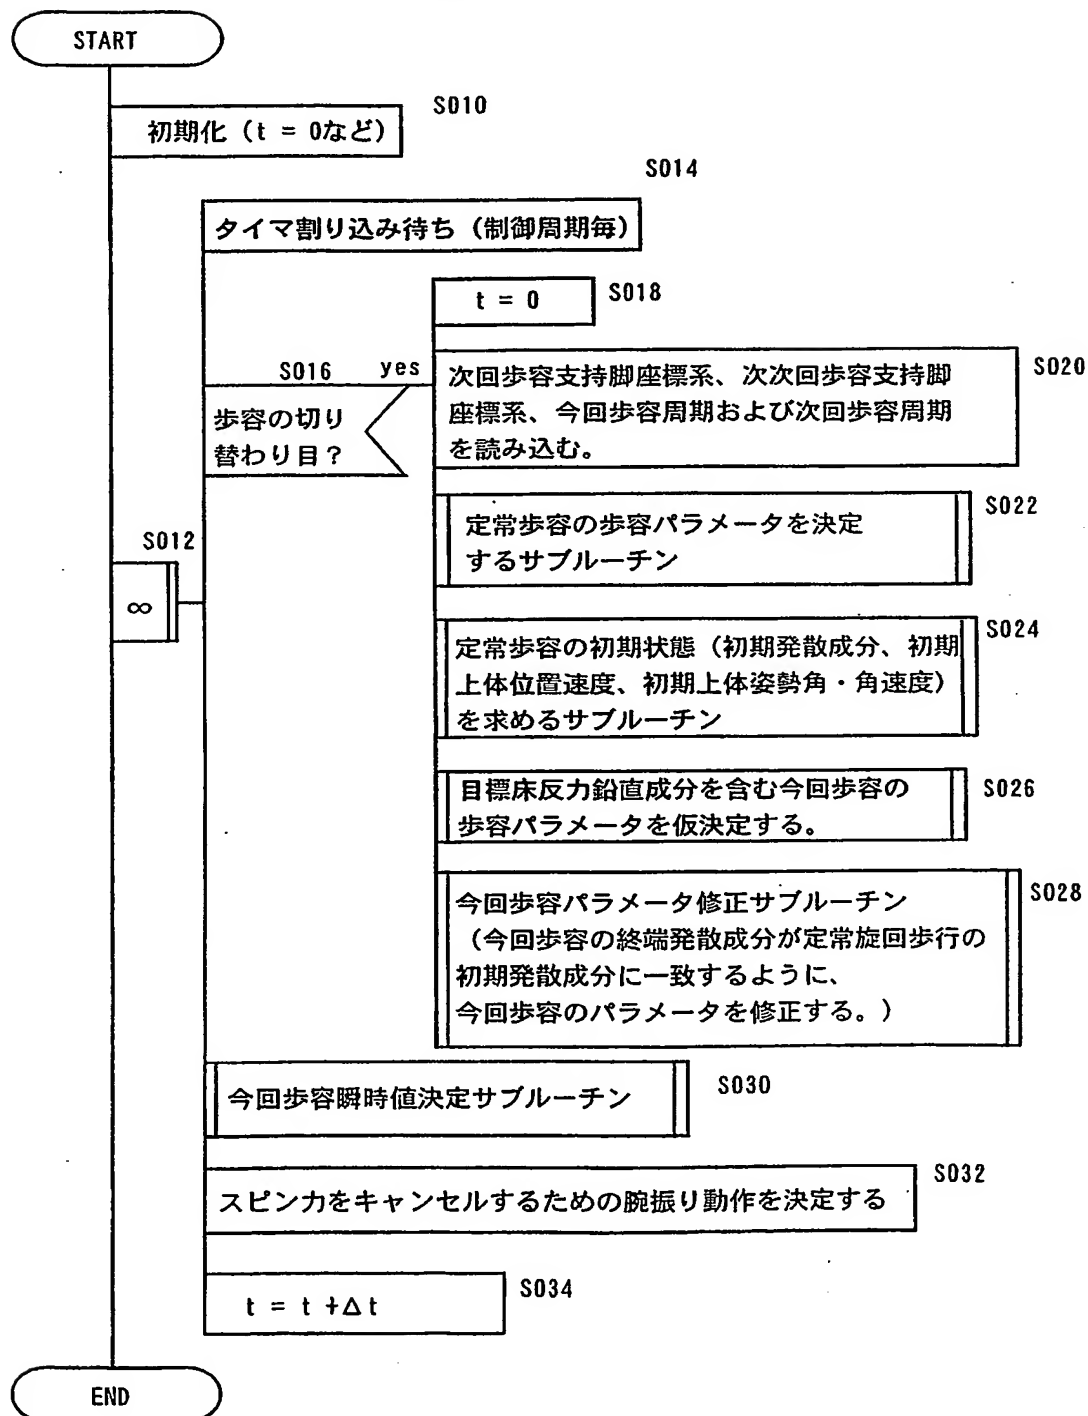 START
S010
初期化（t = 0など）
S014
タイマ割り込み待ち（制御周期毎）
t = 0
S018
S016
yes
歩容の切り
替わり目？
S020
次回歩容支持脚座標系、次次回歩容支持脚
座標系、今回歩容周期および次回歩容周期
を読み込む。
S022
定常歩容の歩容パラメータを決定
するサブルーチン
S012
∞
S024
定常歩容の初期状態（初期発散成分、初期
上体位置速度、初期上体姿勢角・角速度）
を求めるサブルーチン
S026
目標床反力鉛直成分を含む今回歩容の
歩容パラメータを仮決定する。
S028
今回歩容パラメータ修正サブルーチン
（今回歩容の終端発散成分が定常旋回歩行の
初期発散成分に一致するように、
今回歩容のパラメータを修正する。）
S030
今回歩容瞬時値決定サブルーチン
S032
スピン力をキャンセルするための腕振り動作を決定する
S034
t = t +Δt
END